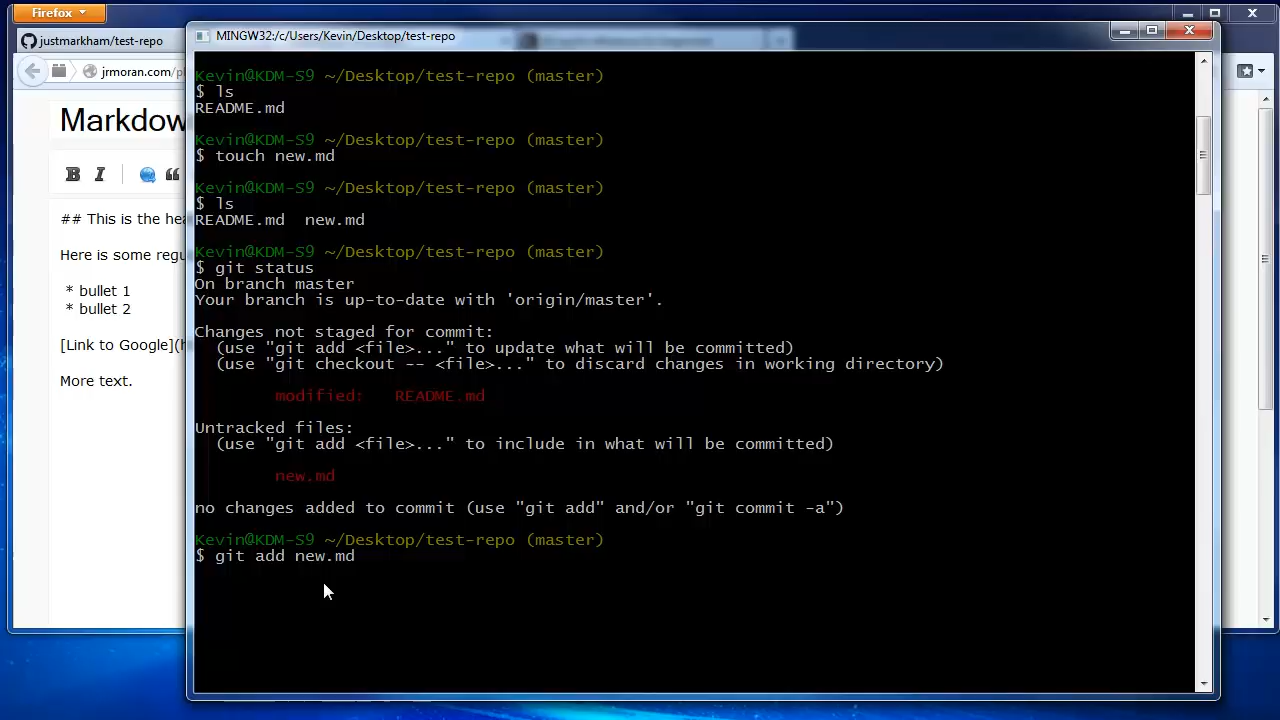 Firefox
justmarkham/test-repo
jrmoran.com/pl
Markdow
B I
## This is the hea
Here is some regu
* bullet 1
* bullet 2
[Link to Google](h
More text.
MINGW32:/c/Users/Kevin/Desktop/test-repo
Kevin@KDM-S9 ~/Desktop/test-repo (master)
$ ls
README.md
Kevin@KDM-S9 ~/Desktop/test-repo (master)
$ touch new.md
Kevin@KDM-S9 ~/Desktop/test-repo (master)
$ ls
README.md  new.md
Kevin@KDM-S9 ~/Desktop/test-repo (master)
$ git status
On branch master
Your branch is up-to-date with 'origin/master'.
Changes not staged for commit:
  (use "git add <file>..." to update what will be committed)
  (use "git checkout -- <file>..." to discard changes in working directory)
        modified:   README.md
Untracked files:
  (use "git add <file>..." to include in what will be committed)
        new.md
no changes added to commit (use "git add" and/or "git commit -a")
Kevin@KDM-S9 ~/Desktop/test-repo (master)
$ git add new.md